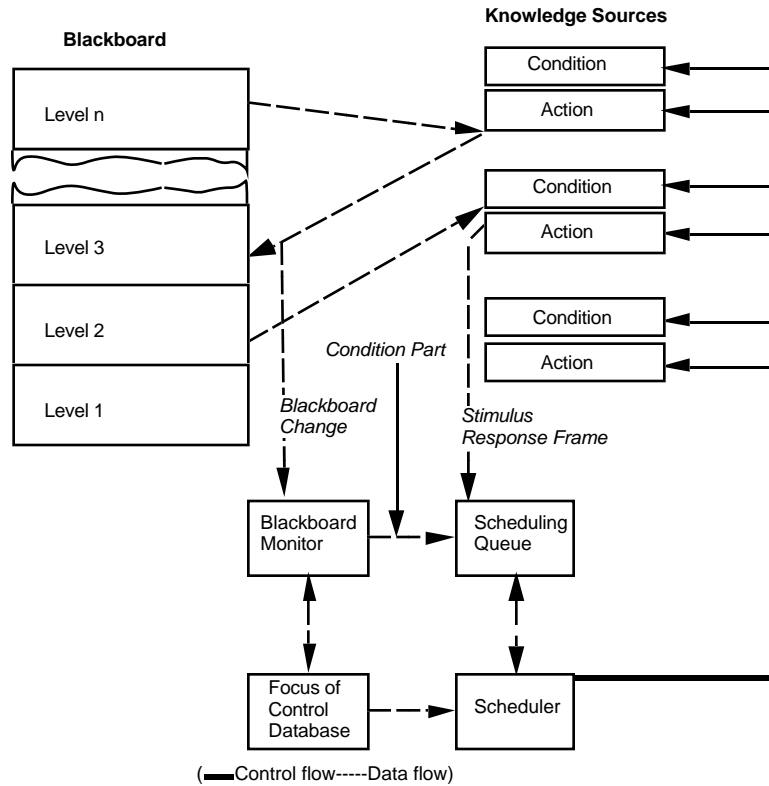 Knowledge Sources
Blackboard
Condition
Action
Level n
Condition
Action
Level 3
Condition
Action
Level 2
Condition Part
Level 1
Blackboard
Change
Stimulus
Response Frame
Blackboard
Monitor
Scheduling
Queue
Focus of
Control
Database
Scheduler
(Control flow-----Data flow)